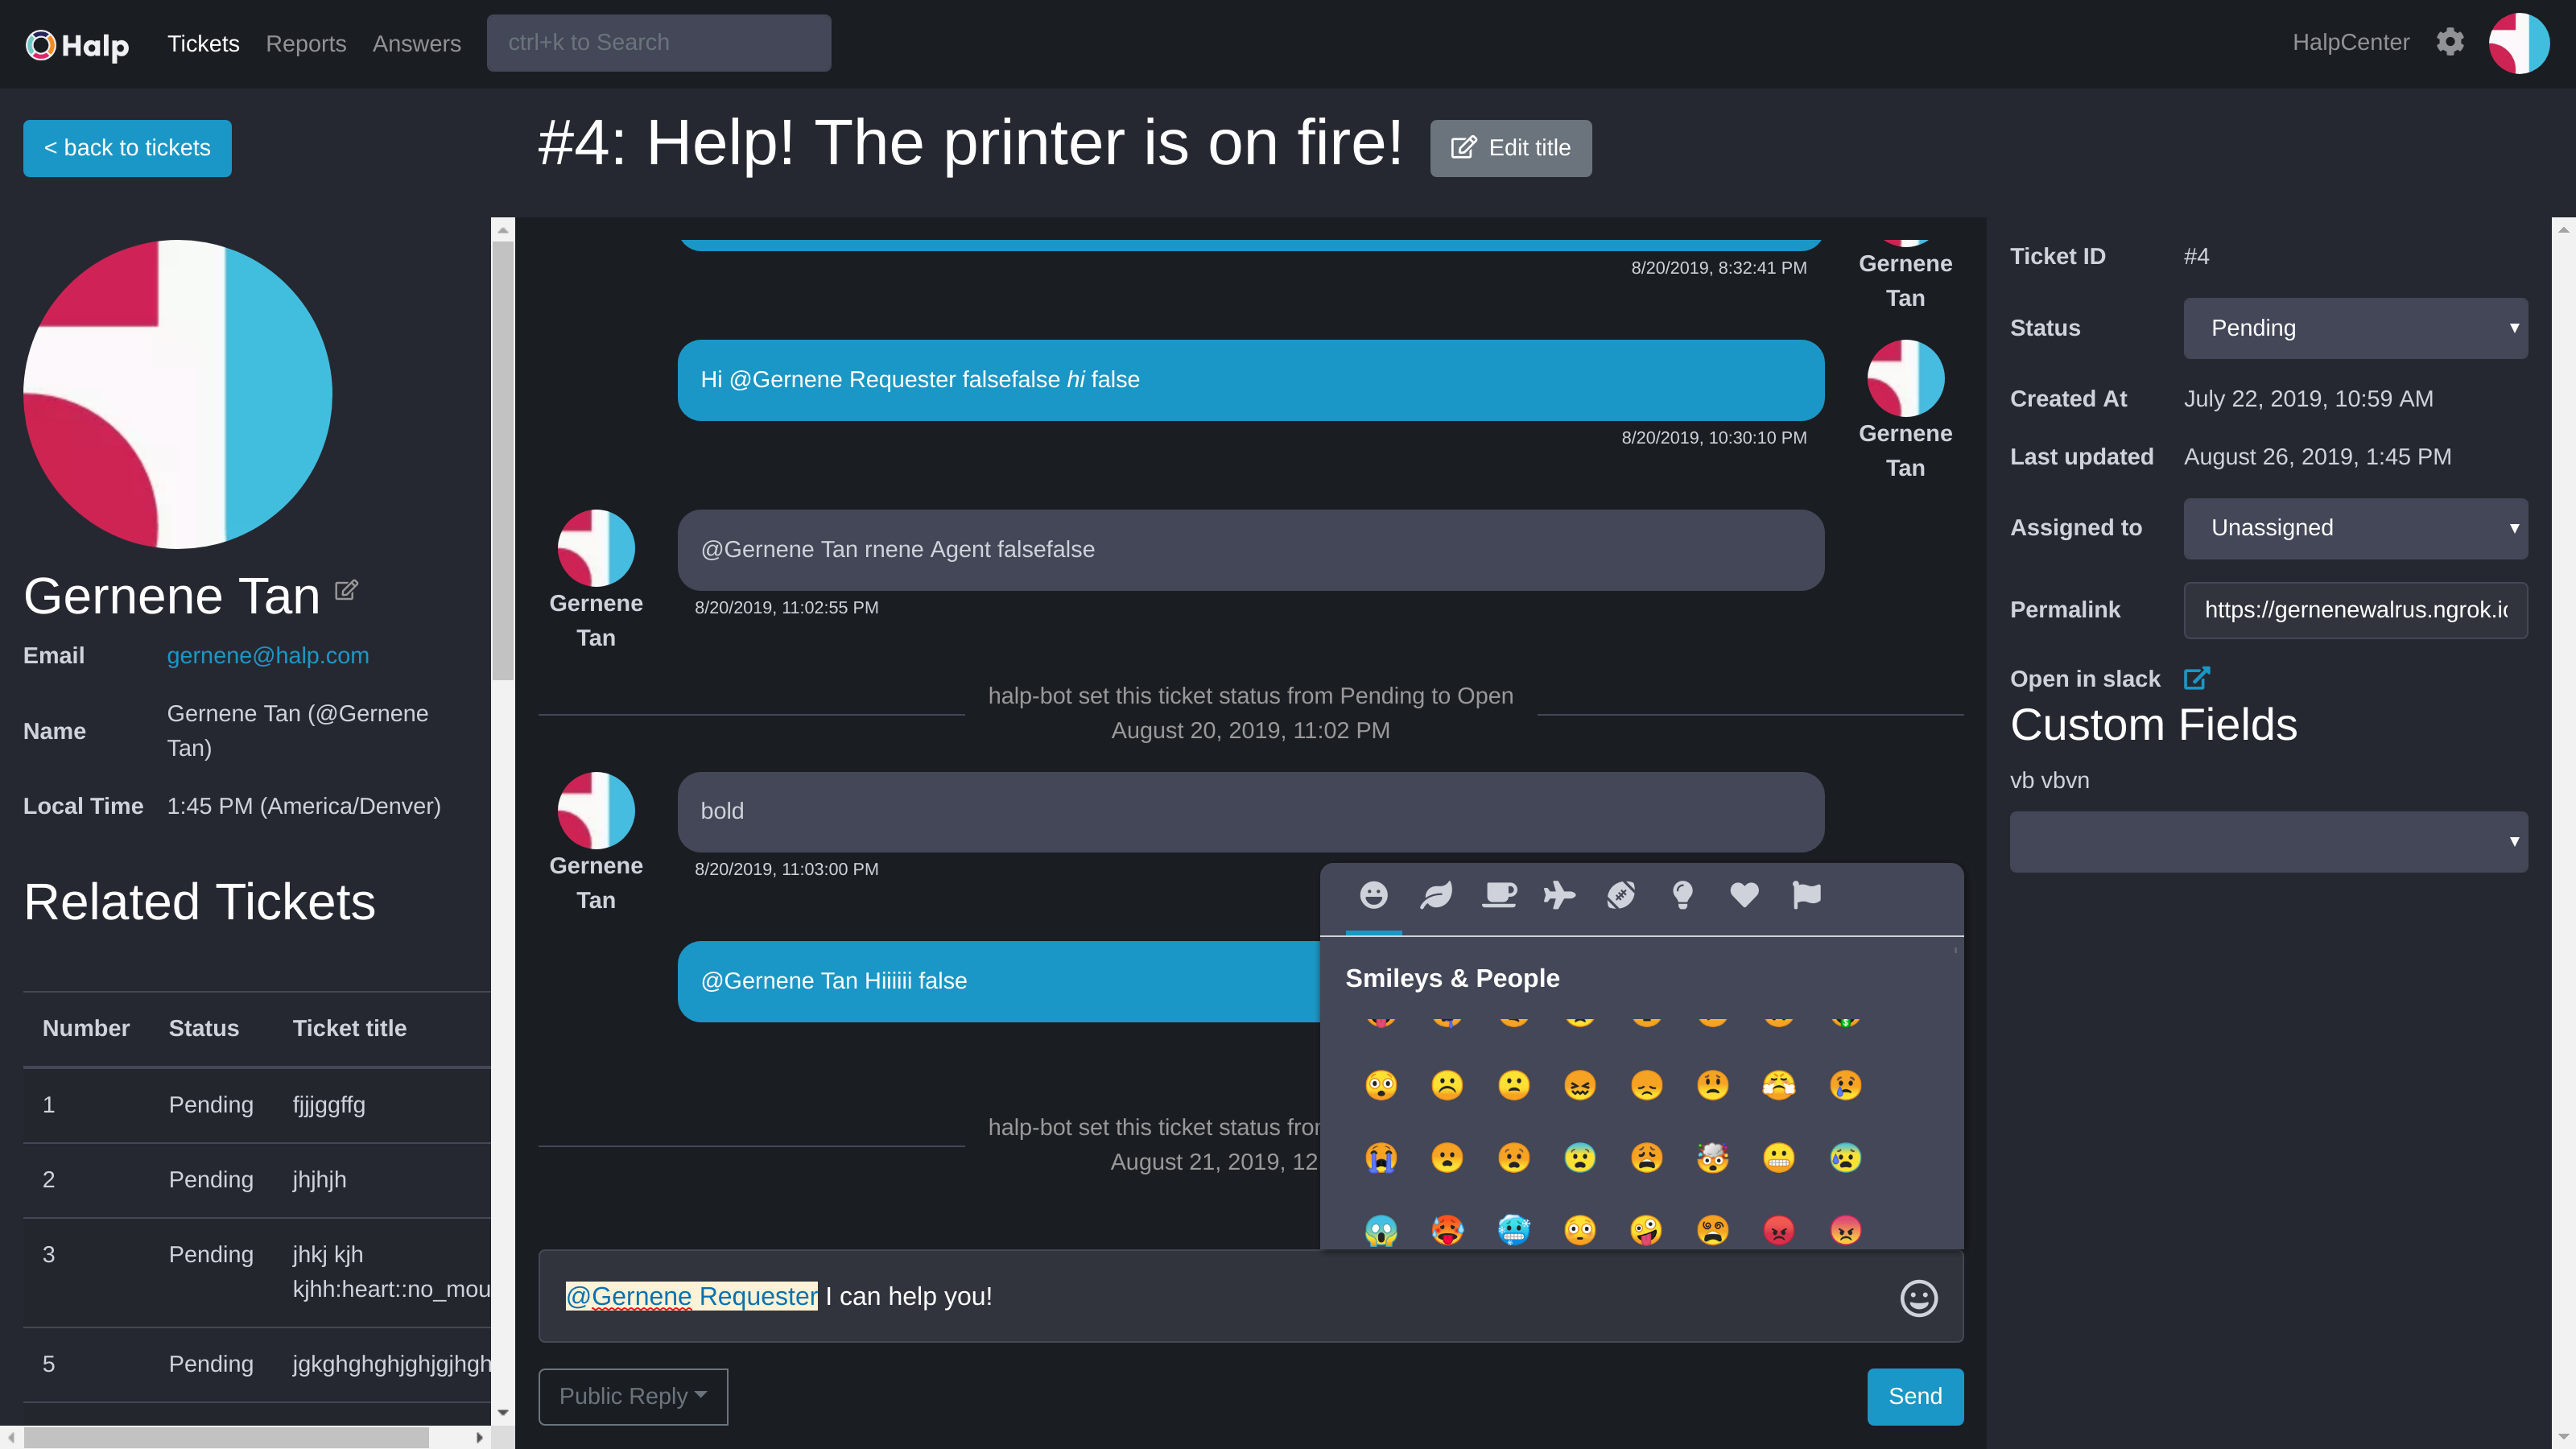 Halp
Tickets
Reports
Answers
ctrl+k to Search
HalpCenter
< back to tickets
#4: Help! The printer is on fire!
Edit title
Gernene Tan
Email
gernene@halp.com
Name
Gernene Tan (@Gernene
Tan)
Local Time
1:45 PM (America/Denver)
Related Tickets
Number
Status
Ticket title
1
Pending
fjjjggffg
2
Pending
jhjhjh
3
Pending
jhkj kjh
kjhh:heart::no_mou
5
Pending
jgkghghghjghjgjhgh
8/20/2019, 8:32:41 PM
Gernene
Tan
Hi @Gernene Requester falsefalse hi false
8/20/2019, 10:30:10 PM
Gernene
Tan
@Gernene Tan rnene Agent falsefalse
8/20/2019, 11:02:55 PM
Gernene
Tan
halp-bot set this ticket status from Pending to Open
August 20, 2019, 11:02 PM
bold
8/20/2019, 11:03:00 PM
Gernene
Tan
@Gernene Tan Hiiiiii false
halp-bot set this ticket status from
August 21, 2019, 12
Smileys & People
@Gernene Requester I can help you!
Public Reply
Send
Ticket ID
#4
Status
Pending
Created At
July 22, 2019, 10:59 AM
Last updated
August 26, 2019, 1:45 PM
Assigned to
Unassigned
Permalink
https://gernenewalrus.ngrok.ic
Open in slack
Custom Fields
vb vbvn